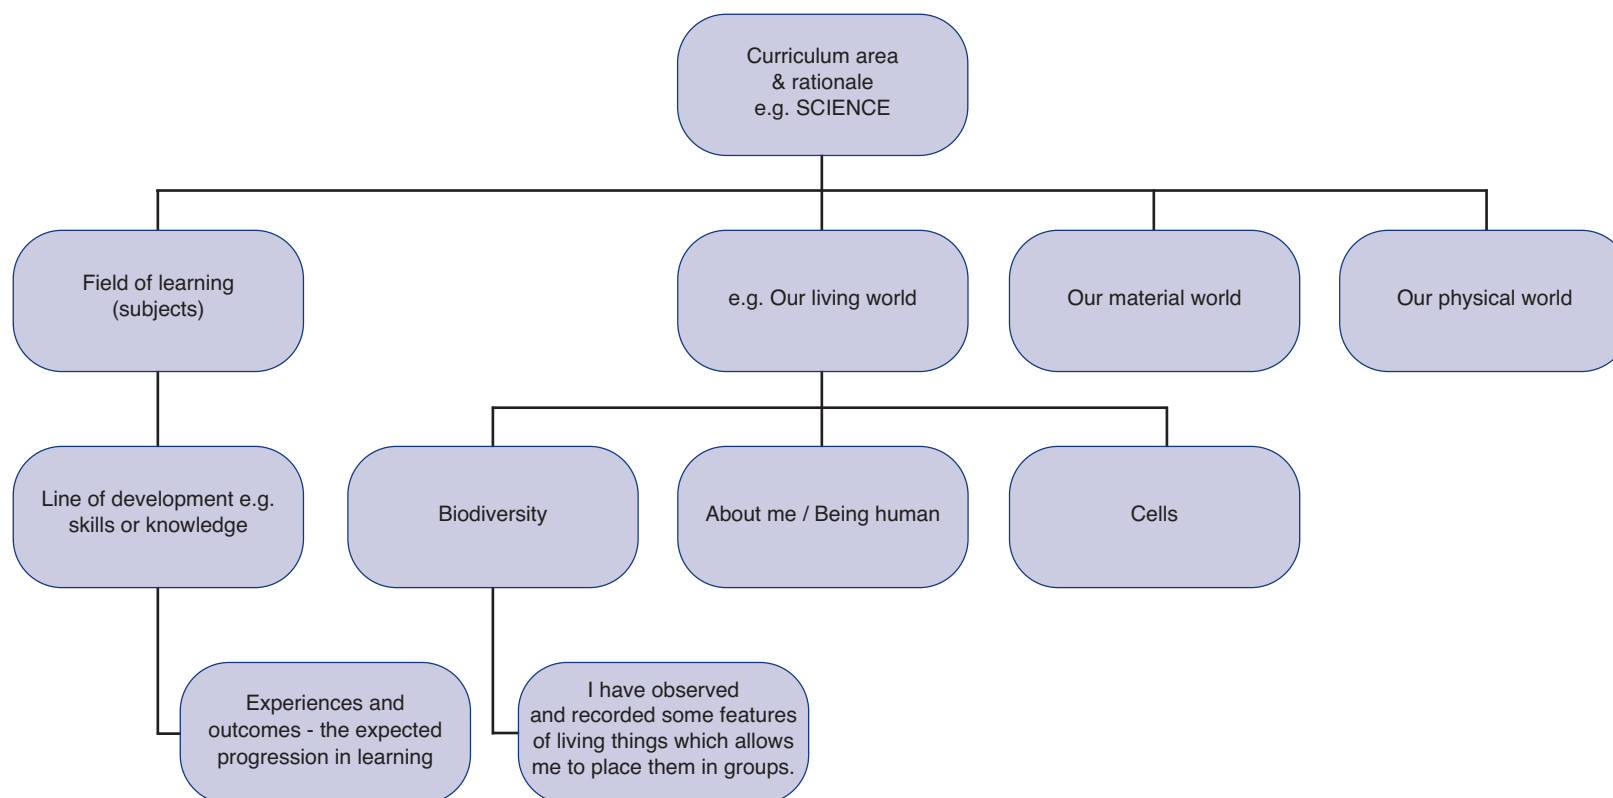 Curriculum area
& rationale
e.g. SCIENCE
Field of learning
(subjects)
e.g. Our living world
Our material world
Our physical world
Line of development e.g.
skills or knowledge
Biodiversity
About me / Being human
Cells
Experiences and
outcomes - the expected
progression in learning
I have observed
and recorded some features
of living things which allows
me to place them in groups.